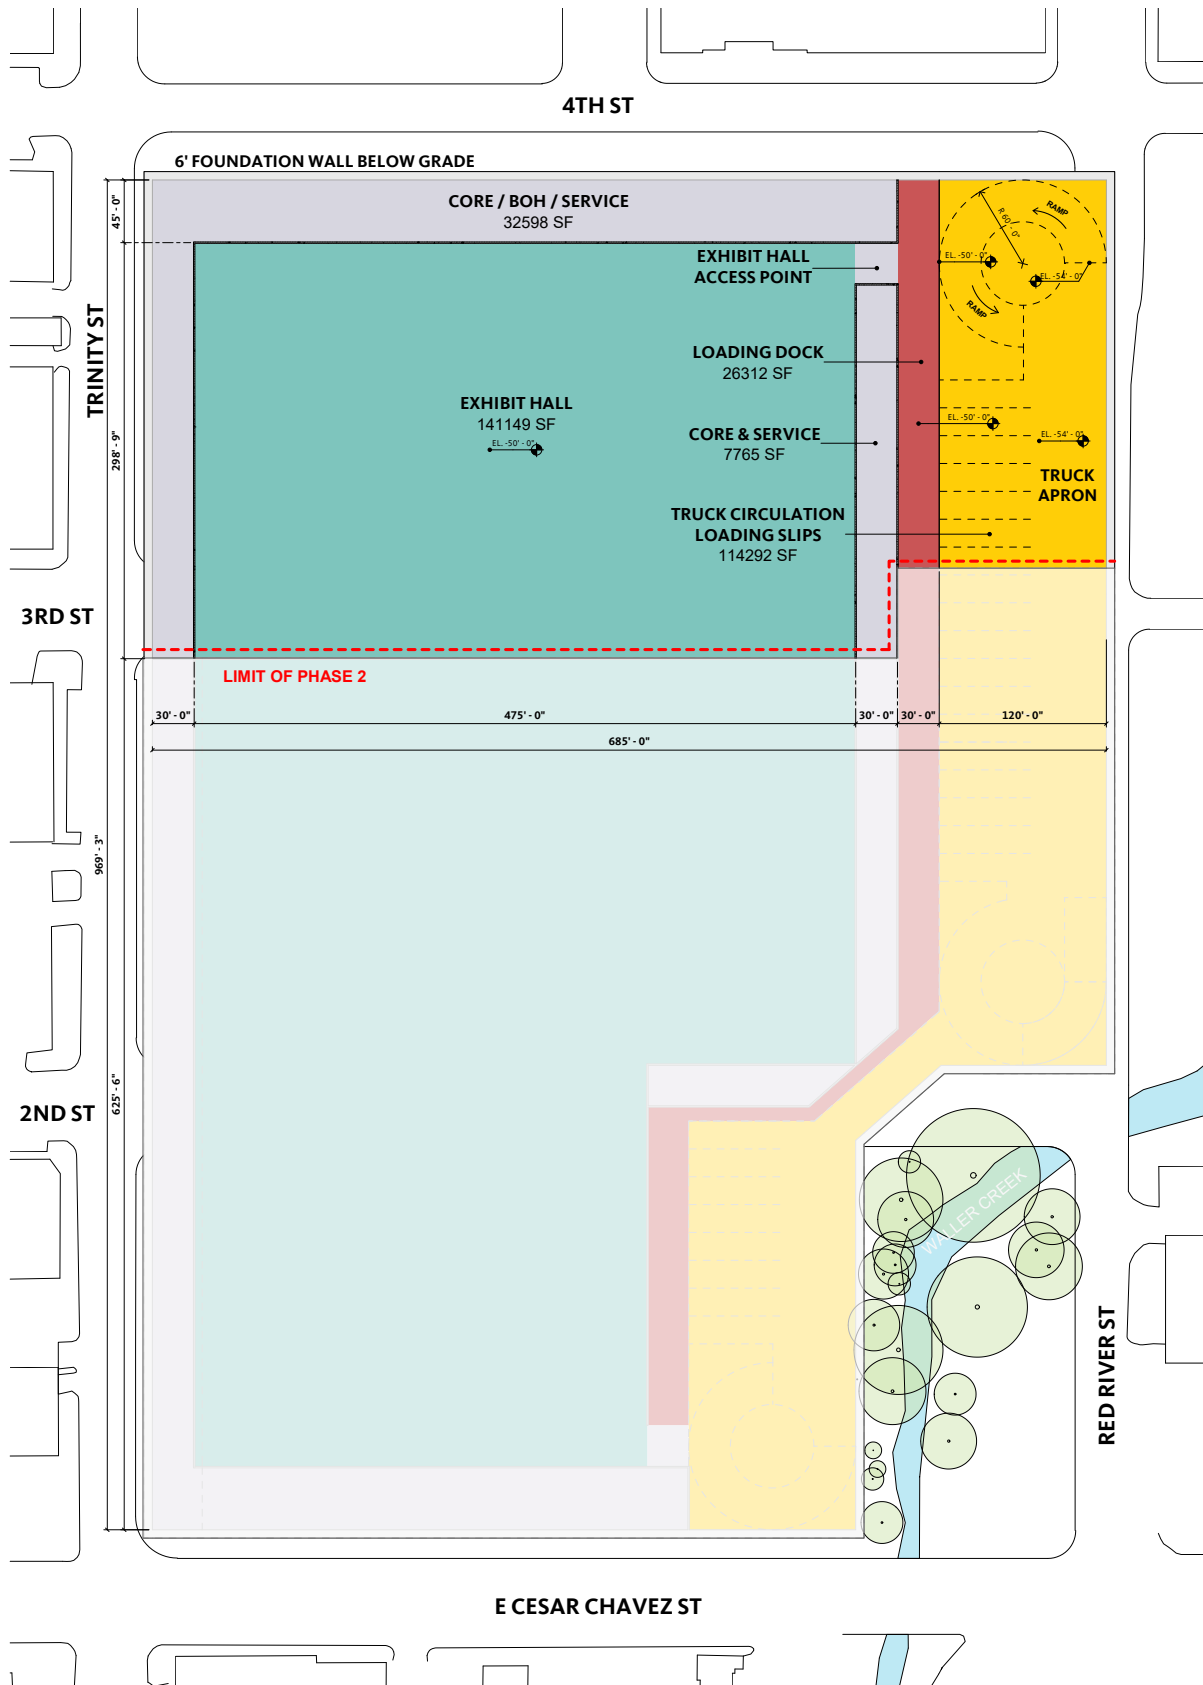 4TH ST
6' FOUNDATION WALL BELOW GRADE
45' - 0"
CORE / BOH / SERVICE
32598 SF
R 60' - 0"
RAMP
EXHIBIT HALL
ACCESS POINT
EL. -50' - 0"
EL. -54' - 0"
RAMP
TRINITY ST
LOADING DOCK
26312 SF
EXHIBIT HALL
141149 SF
EL. -50' - 0"
298' - 9"
CORE & SERVICE
7765 SF
EL. -50' - 0"
EL. -54' - 0"
TRUCK
APRON
TRUCK CIRCULATION
LOADING SLIPS
114292 SF
3RD ST
LIMIT OF PHASE 2
30' - 0"
475' - 0"
30' - 0"
30' - 0"
120' - 0"
685' - 0"
969' - 3"
625' - 6"
2ND ST
WALLER CREEK
RED RIVER ST
E CESAR CHAVEZ ST